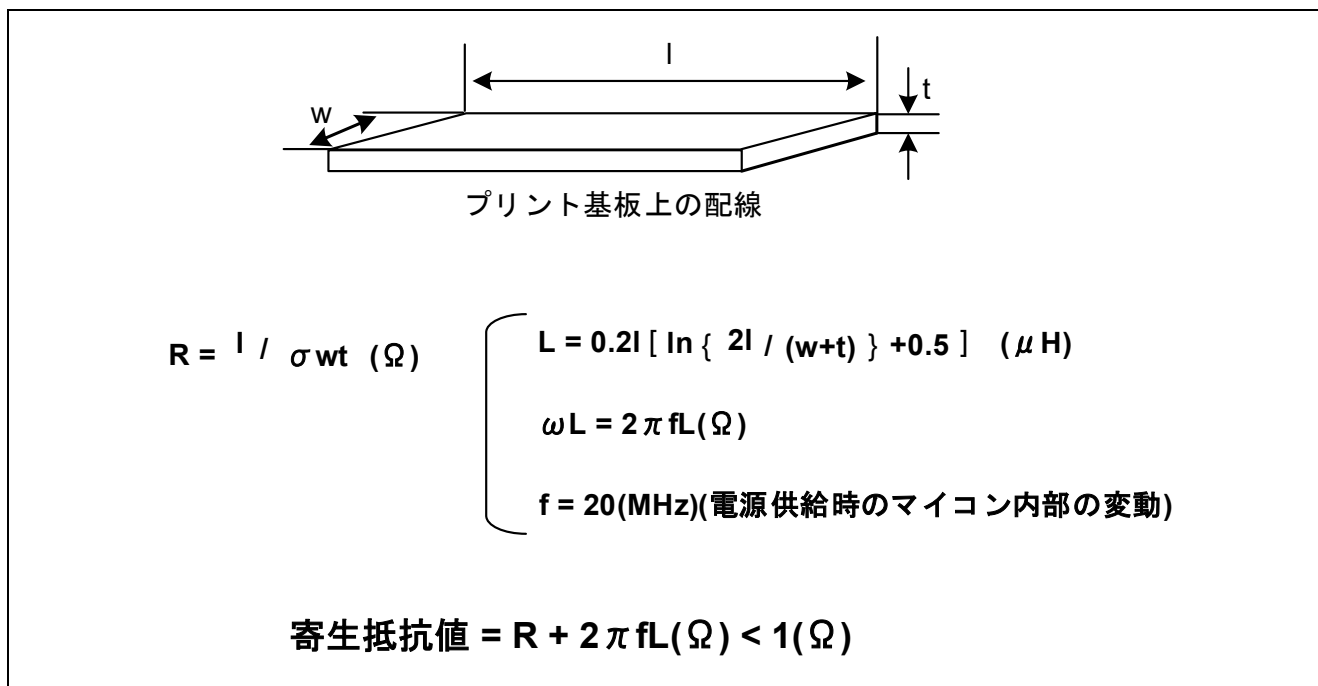 l
t
w
プリント基板上の配線
R = l / σwt (Ω)
L = 0.2l [ ln { 2l / (w+t) } +0.5 ] (μH)
ωL = 2πfL(Ω)
f = 20(MHz)(電源供給時のマイコン内部の変動)
寄生抵抗値 = R + 2πfL(Ω) < 1(Ω)